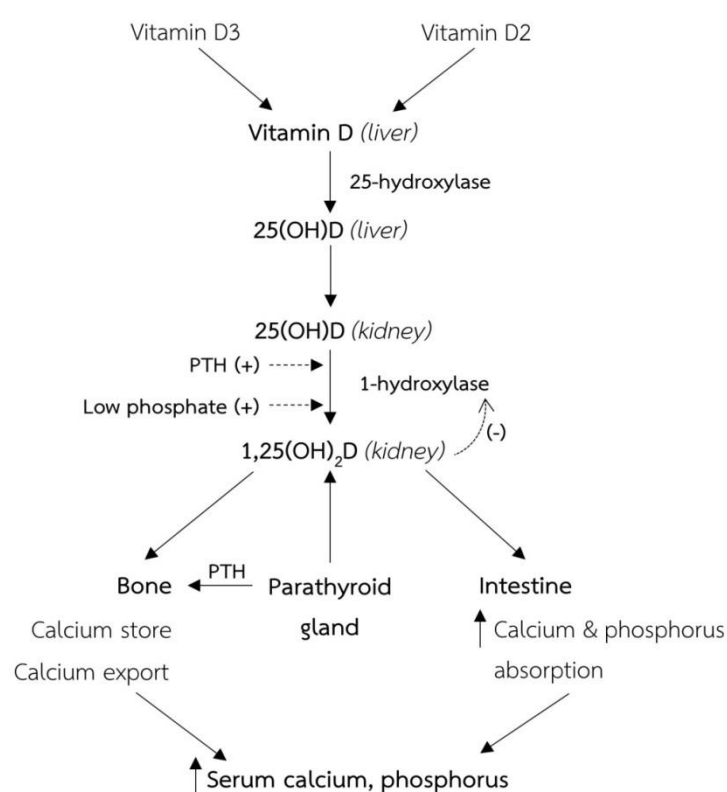 Vitamin D3
Vitamin D2
Vitamin D (liver)
25-hydroxylase
25(OH)D (liver)
25(OH)D (kidney)
PTH (+)
1-hydroxylase
Low phosphate (+)
(-)
1,25(OH)₂D (kidney)
Bone
PTH
Parathyroid
gland
Intestine
Calcium store
Calcium export
Calcium & phosphorus
absorption
Serum calcium, phosphorus